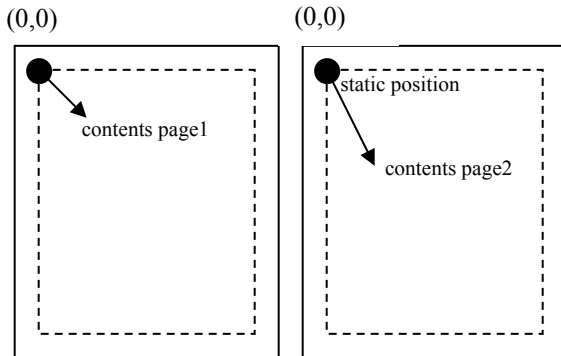 (0,0)
contents page1
(0,0)
static position
contents page2